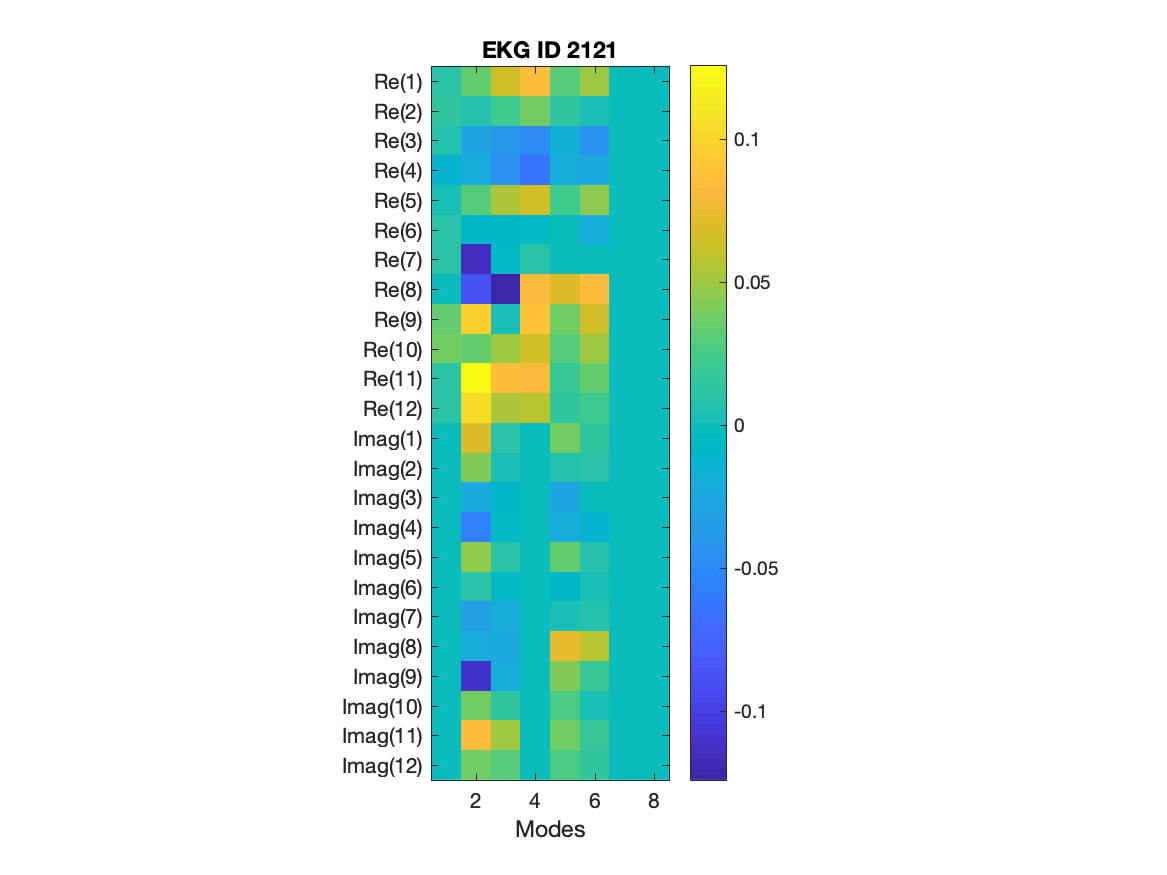 EKG ID 2121
Re(1)
Re(2)
Re(3)
Re(4)
Re(5)
Re(6)
Re(7)
Re(8)
Re(9)
Re(10)
Re(11)
Re(12)
Imag(1)
Imag(2)
Imag(3)
Imag(4)
Imag(5)
Imag(6)
Imag(7)
Imag(8)
Imag(9)
Imag(10)
Imag(11)
Imag(12)
2 4 6 8
Modes
0.1
0.05
0
-0.05
-0.1